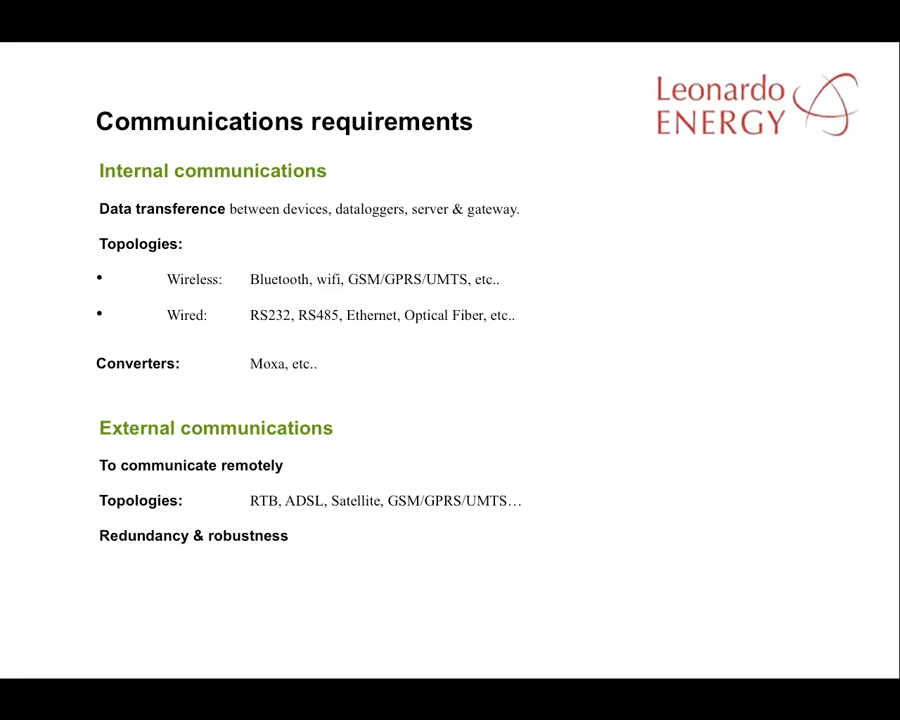 Leonardo
ENERGY
Communications requirements
Internal communications
Data transference between devices, dataloggers, server & gateway.
Topologies:
• Wireless: Bluetooth, wifi, GSM/GPRS/UMTS, etc..
• Wired: RS232, RS485, Ethernet, Optical Fiber, etc..
Converters: Moxa, etc..
External communications
To communicate remotely
Topologies: RTB, ADSL, Satellite, GSM/GPRS/UMTS…
Redundancy & robustness